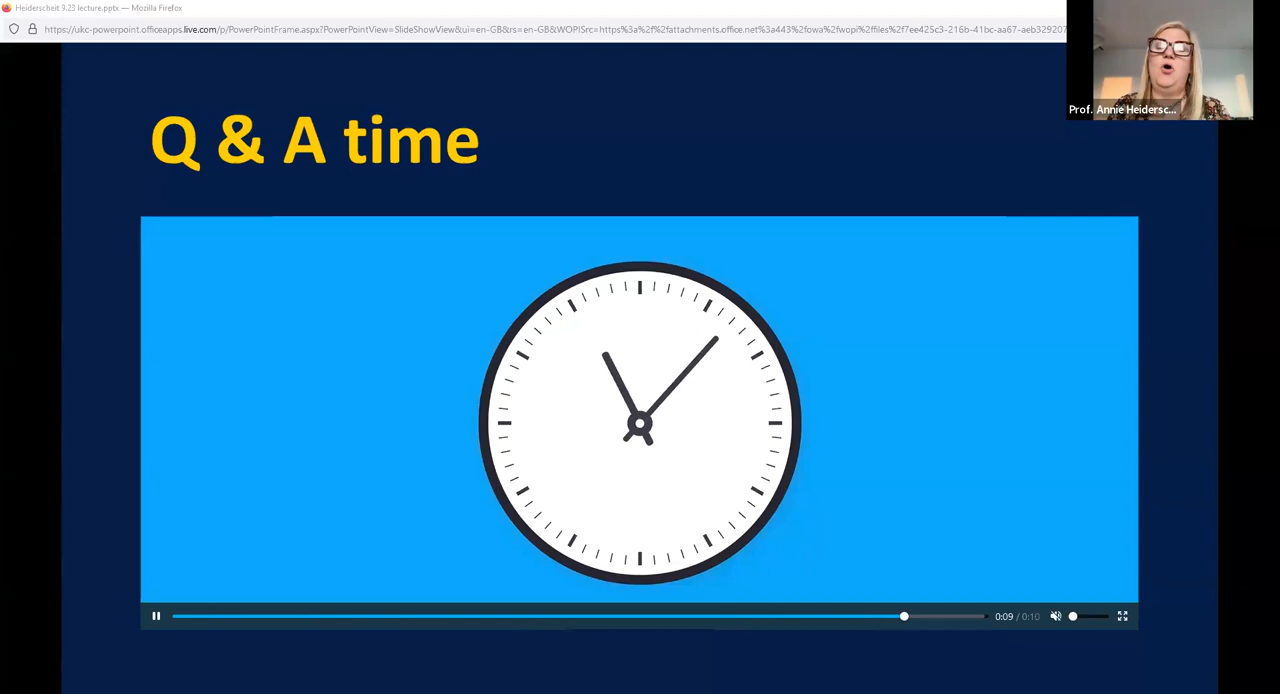 Heiderscheit 9.23 lecture.pptx — Mozilla Firefox
https://ukc-powerpoint.officeapps.live.com/p/PowerPointFrame.aspx?PowerPointView=SlideShowView&ui=en-GB&rs=en-GB&WOPISrc=https%3a%2f%2fattachments.office.net%3a443%2fowa%2fwopi%2ffiles%2f7ee425c3-216b-41bc-aa67-aeb329207
Prof. Annie Heidersc...
Q & A time
0:09 / 0:10